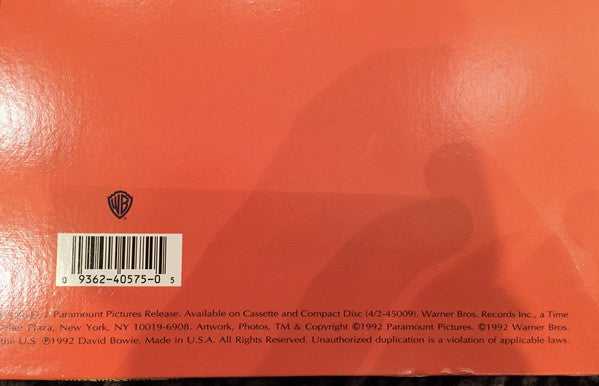 WB
0 9362-40575-0 5
a Paramount Pictures Release. Available on Cassette and Compact Disc (4/2-45009). Warner Bros. Records Inc., a Time
Plaza, New York, NY 10019-6908. Artwork, Photos, TM & Copyright ©1992 Paramount Pictures. ©1992 Warner Bros.
the U.S. ℗1992 David Bowie. Made in U.S.A. All Rights Reserved. Unauthorized duplication is a violation of applicable laws.